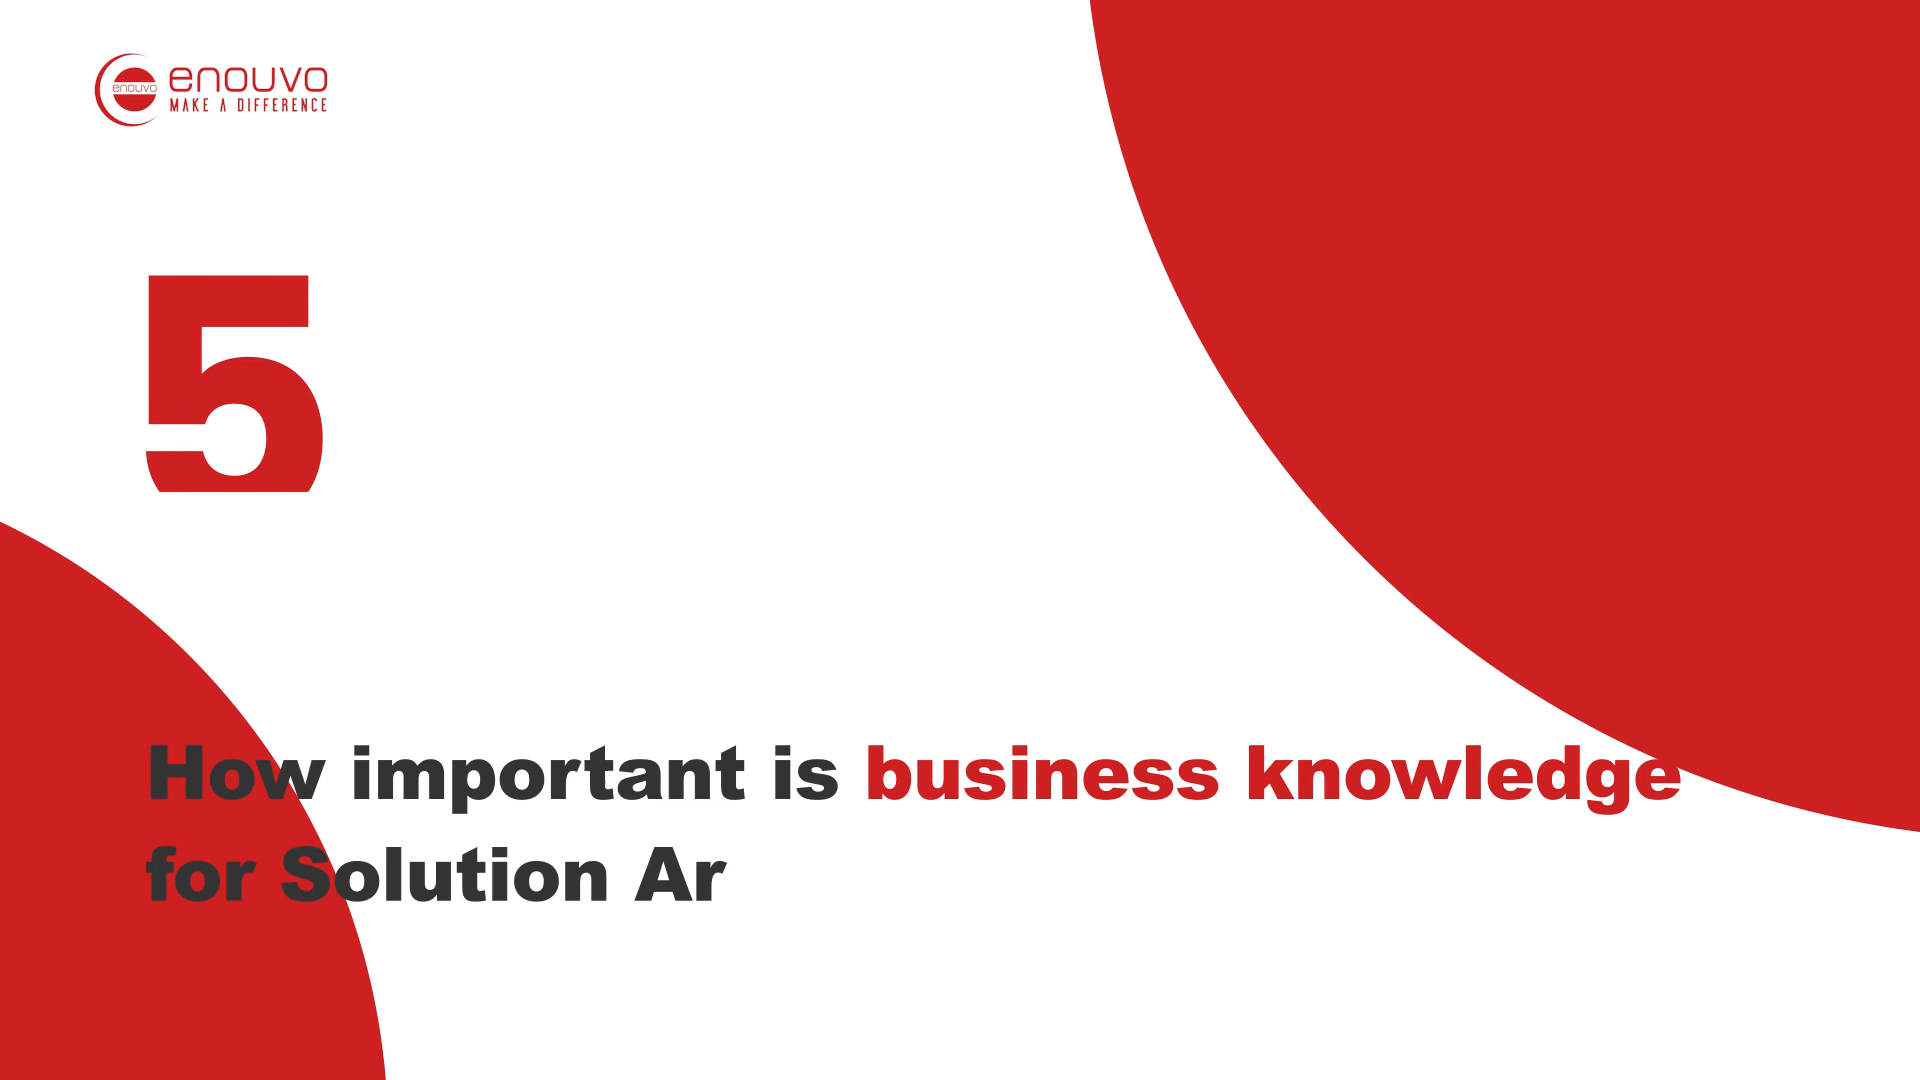 enouvo
enouvo
MAKE A DIFFERENCE
5
How important is business knowledge
for Solution Ar